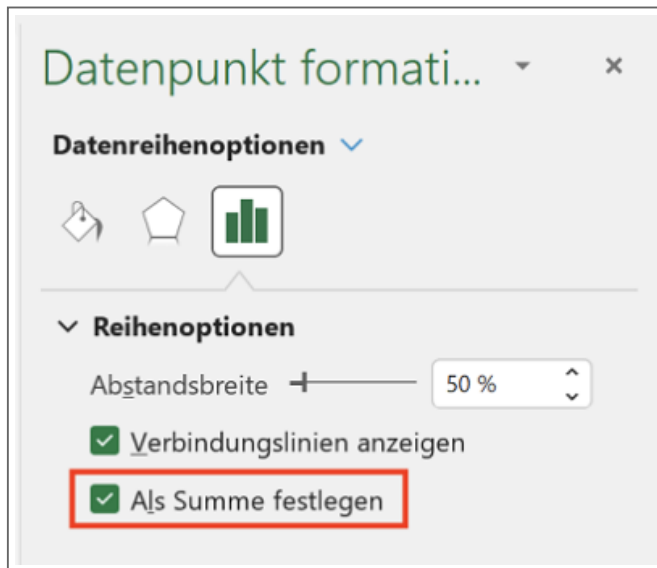 Datenpunkt formati...
Datenreihenoptionen
Reihenoptionen
Abstandsbreite 50 %
Verbindungslinien anzeigen
Als Summe festlegen